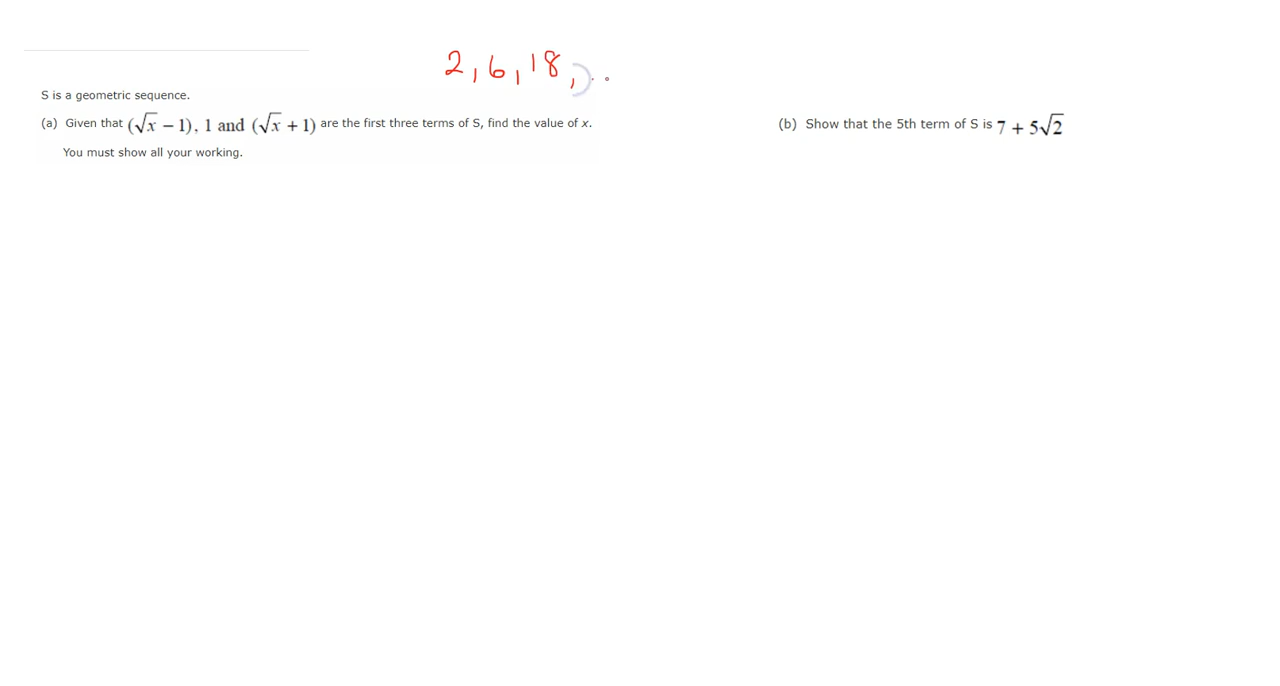 2, 6, 18, ...
S is a geometric sequence.
(a) Given that (√x − 1), 1 and (√x + 1) are the first three terms of S, find the value of x.
You must show all your working.
(b) Show that the 5th term of S is 7 + 5√2